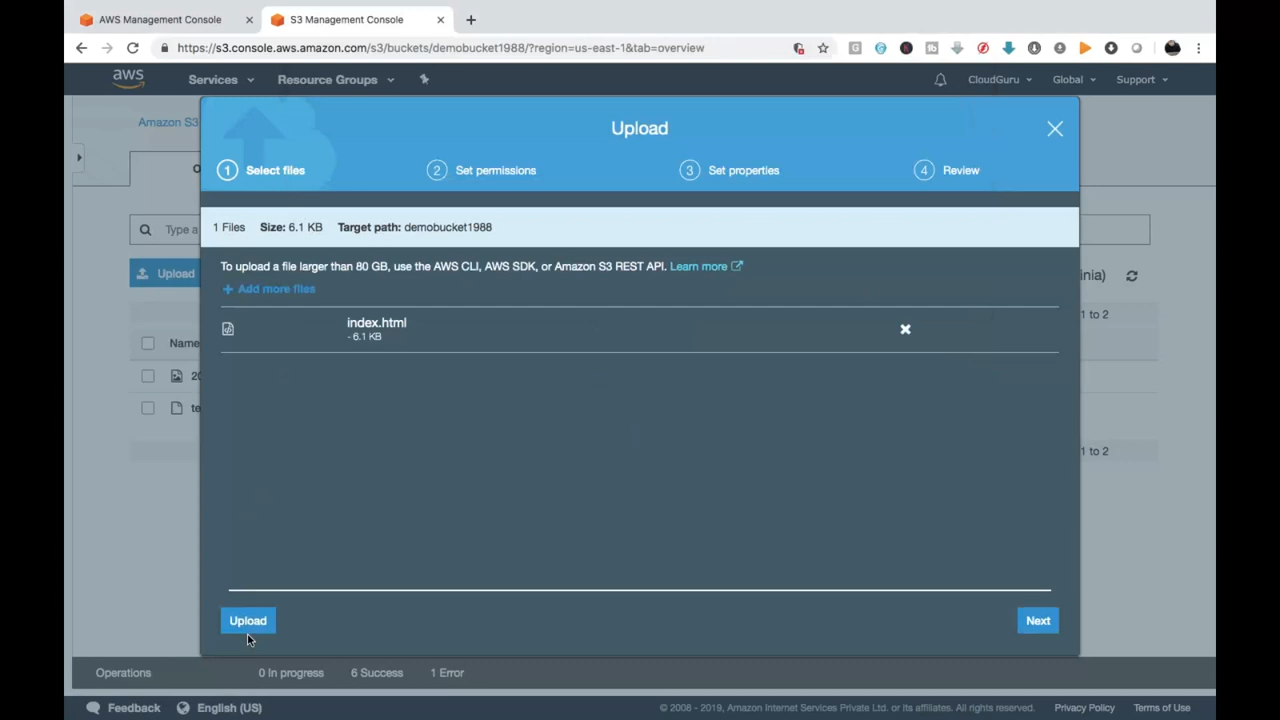 AWS Management Console
S3 Management Console
https://s3.console.aws.amazon.com/s3/buckets/demobucket1988/?region=us-east-1&tab=overview
aws Services Resource Groups CloudGuru Global Support
Amazon S3
Upload
1 Select files 2 Set permissions 3 Set properties 4 Review
1 Files Size: 6.1 KB Target path: demobucket1988
Type a
To upload a file larger than 80 GB, use the AWS CLI, AWS SDK, or Amazon S3 REST API. Learn more
Upload
inia)
+ Add more files
1 to 2
index.html
- 6.1 KB
Name
20
te
1 to 2
Upload Next
Operations 0 In progress 6 Success 1 Error
Feedback English (US) © 2008 - 2019, Amazon Internet Services Private Ltd. or its affiliates. All rights reserved. Privacy Policy Terms of Use